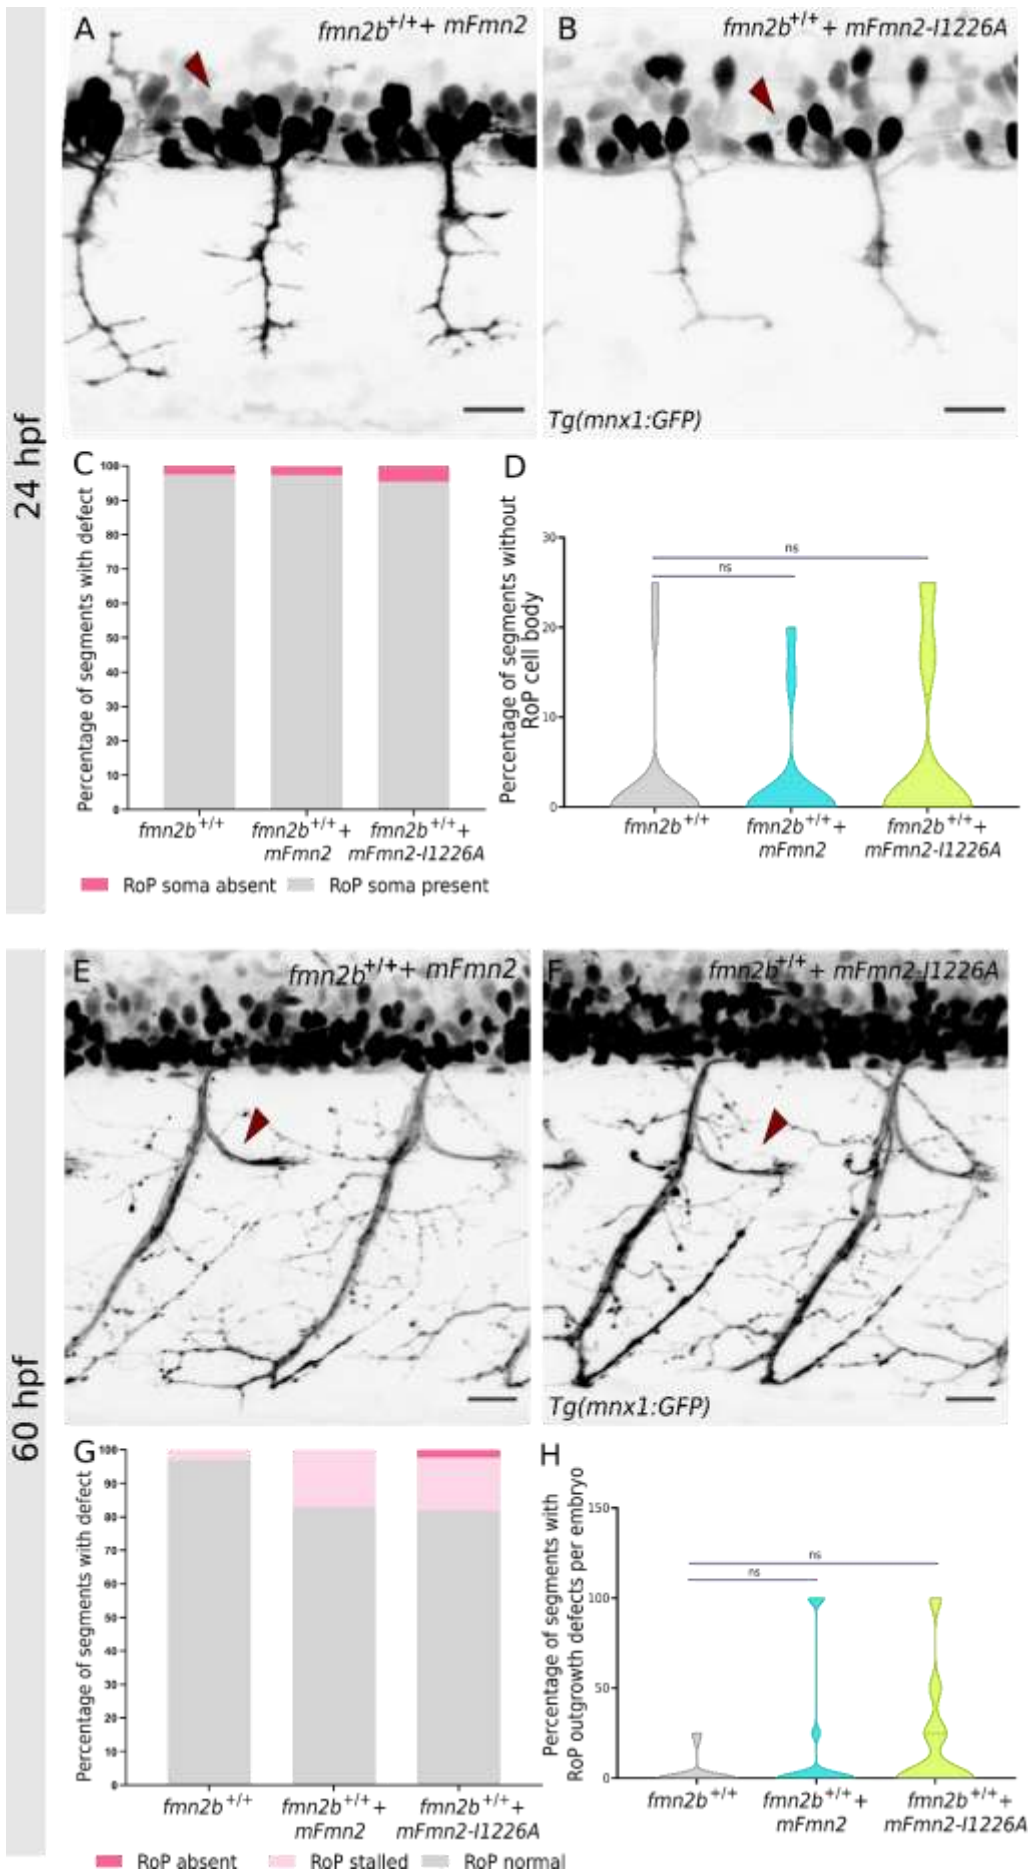 24 hpf
A
fmn2b+/+ + mFmn2
B
fmn2b+/+ + mFmn2-I1226A
Tg(mnx1:GFP)
C
Percentage of segments with defect
100
90
80
70
60
50
40
30
20
10
0
fmn2b+/+
fmn2b+/+ +
mFmn2
fmn2b+/+ +
mFmn2-I1226A
RoP soma absent
RoP soma present
D
Percentage of segments without
RoP cell body
30
20
10
0
ns
ns
fmn2b+/+
fmn2b+/+ +
mFmn2
fmn2b+/+ +
mFmn2-I1226A
60 hpf
E
fmn2b+/+ + mFmn2
F
fmn2b+/+ + mFmn2-I1226A
Tg(mnx1:GFP)
G
Percentage of segments with defect
100
90
80
70
60
50
40
30
20
10
0
fmn2b+/+
fmn2b+/+ +
mFmn2
fmn2b+/+ +
mFmn2-I1226A
RoP absent
RoP stalled
RoP normal
H
Percentage of segments with
RoP outgrowth defects per embryo
150
100
50
0
ns
ns
fmn2b+/+
fmn2b+/+ +
mFmn2
fmn2b+/+ +
mFmn2-I1226A